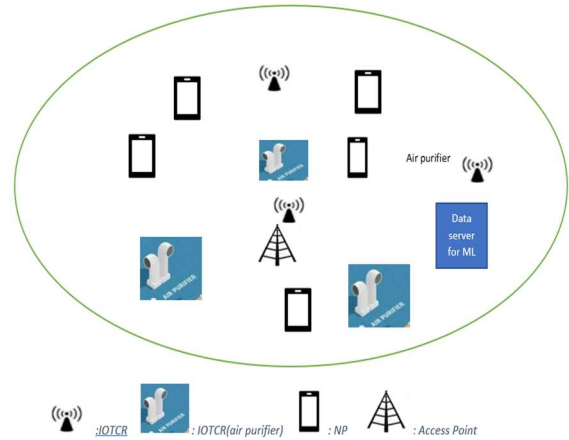 Air purifier
Data
server
for ML
AIR PURIFIER
AIR PURIFIER
AIR PURIFIER
:IOTCR
: IOTCR(air purifier)
: NP
: Access Point